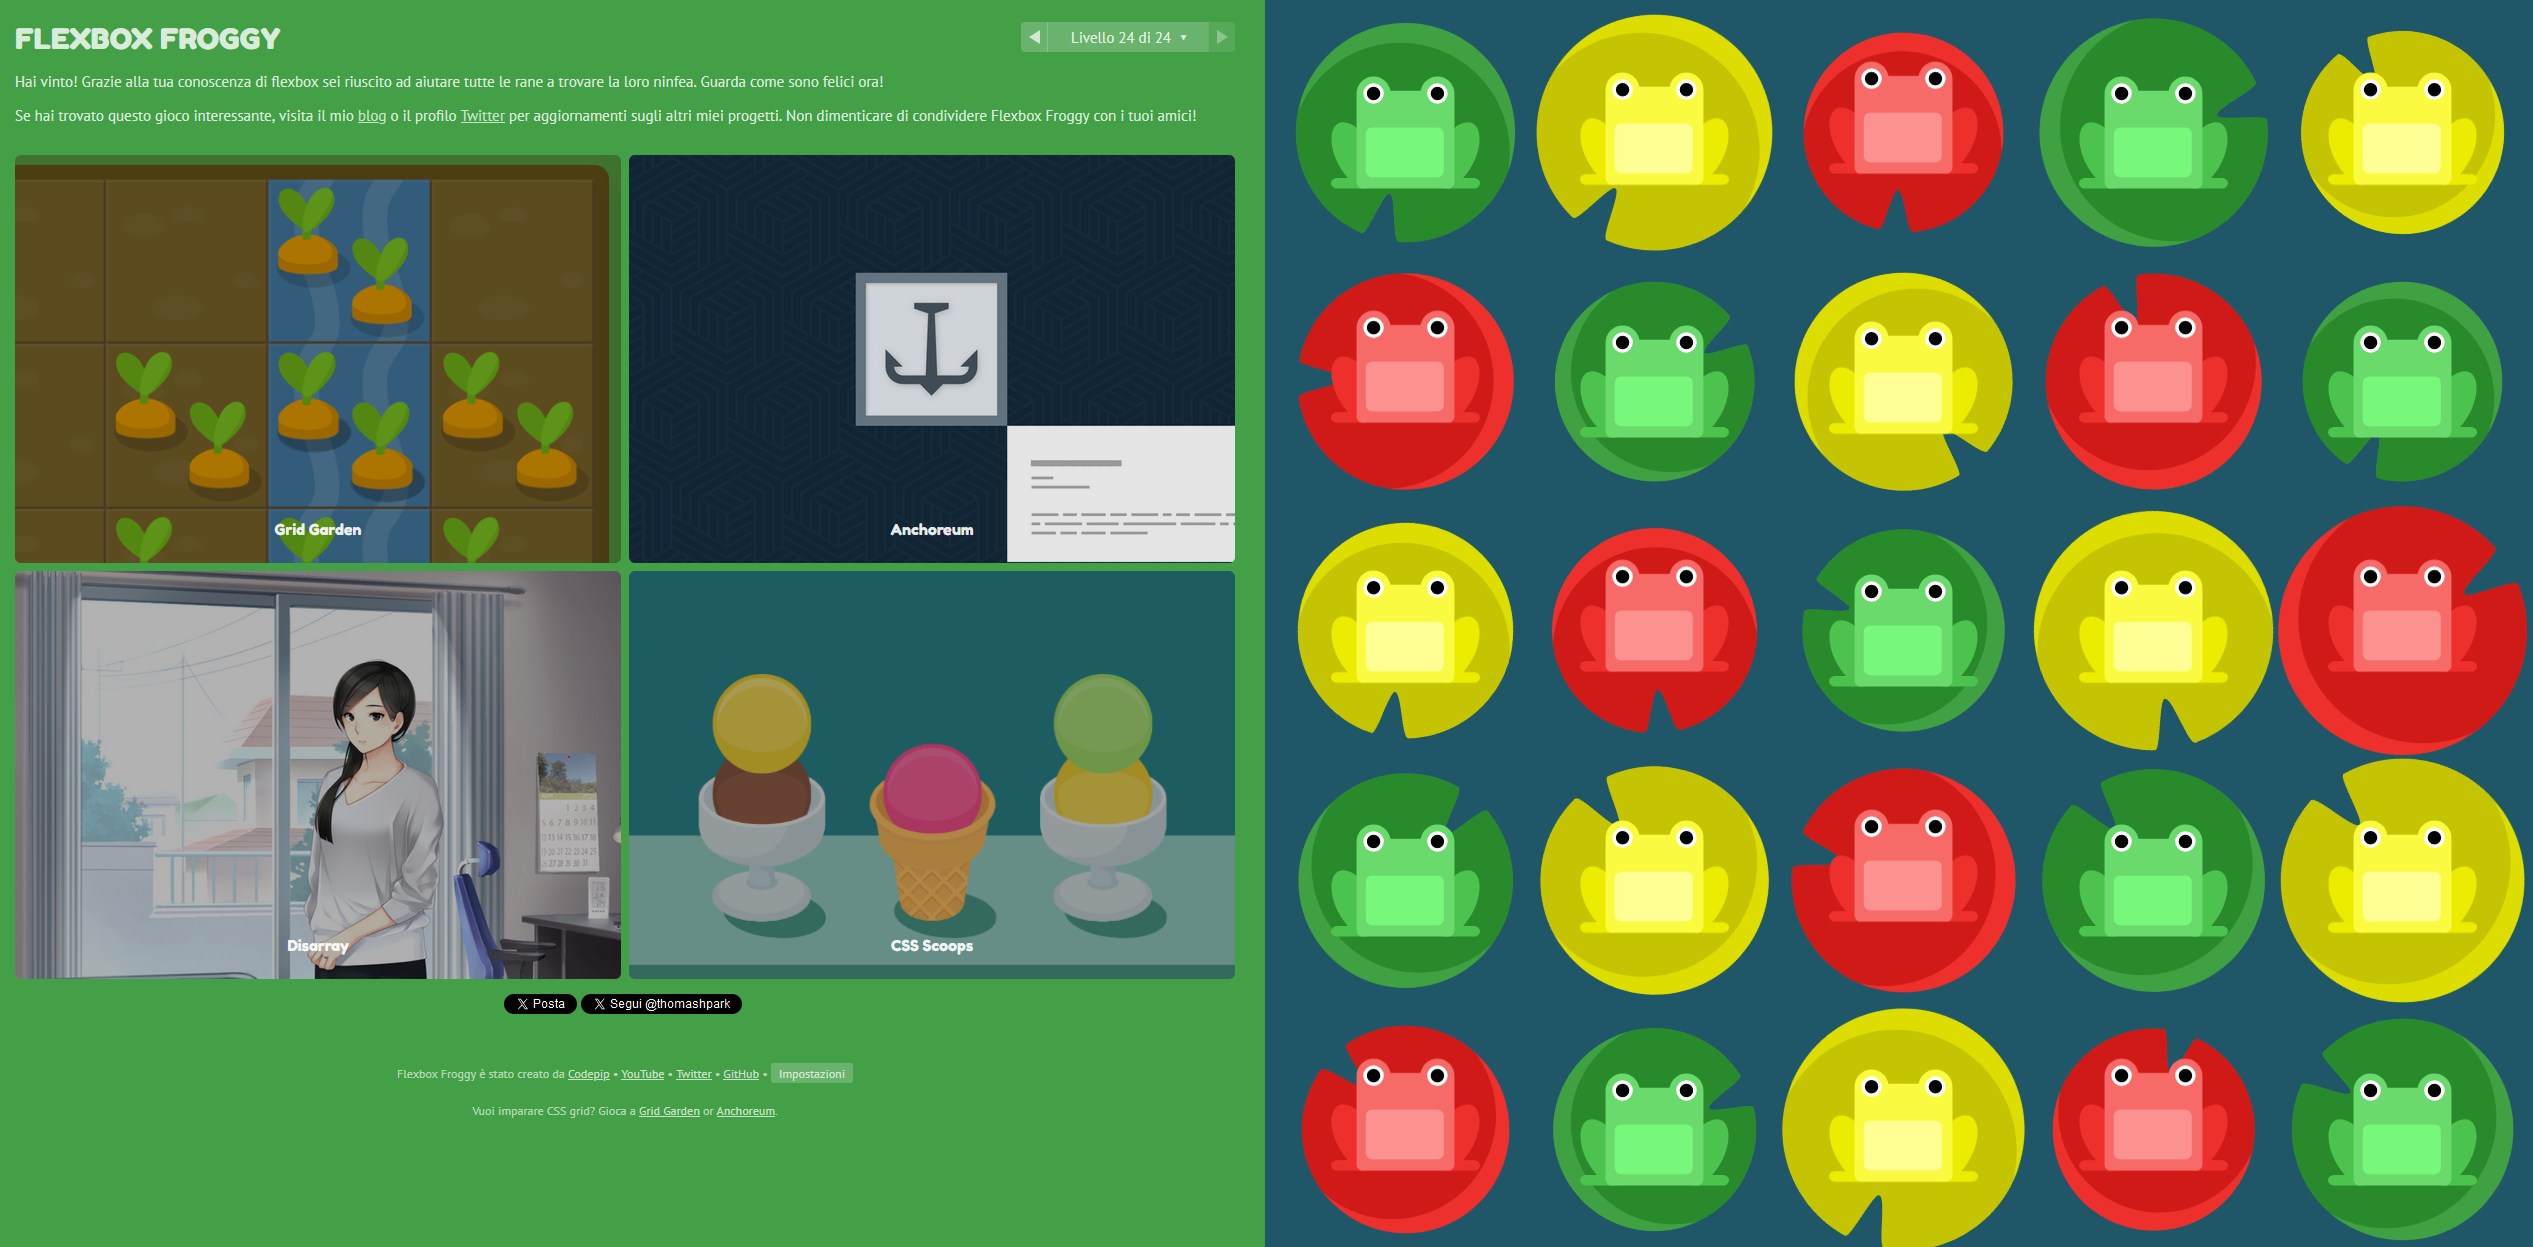 FLEXBOX FROGGY
Livello 24 di 24
Hai vinto! Grazie alla tua conoscenza di flexbox sei riuscito ad aiutare tutte le rane a trovare la loro ninfea. Guarda come sono felici ora!
Se hai trovato questo gioco interessante, visita il mio blog o il profilo Twitter per aggiornamenti sugli altri miei progetti. Non dimenticare di condividere Flexbox Froggy con i tuoi amici!
Grid Garden
Anchoreum
Disarray
CSS Scoops
Posta
Segui @thomashpark
Flexbox Froggy è stato creato da Codepip • YouTube • Twitter • GitHub • Impostazioni
Vuoi imparare CSS grid? Gioca a Grid Garden or Anchoreum.